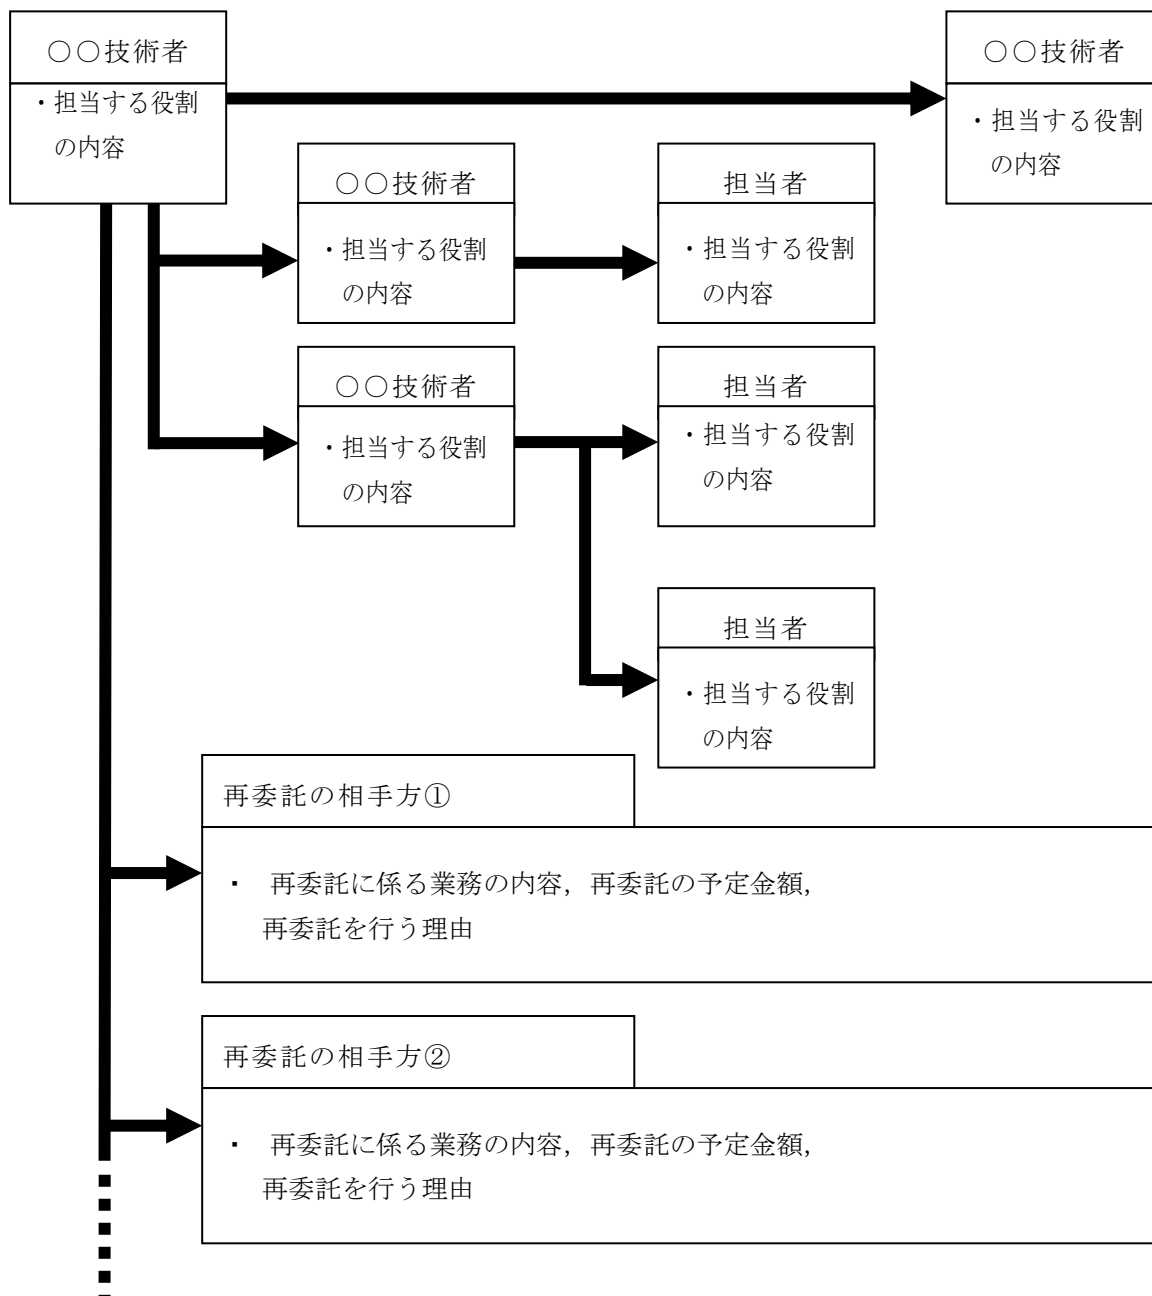 ○○技術者
・担当する役割
の内容
○○技術者
・担当する役割
の内容
○○技術者
・担当する役割
の内容
担当者
・担当する役割
の内容
○○技術者
・担当する役割
の内容
担当者
・担当する役割
の内容
担当者
・担当する役割
の内容
再委託の相手方①
・ 再委託に係る業務の内容，再委託の予定金額，
再委託を行う理由
再委託の相手方②
・ 再委託に係る業務の内容，再委託の予定金額，
再委託を行う理由